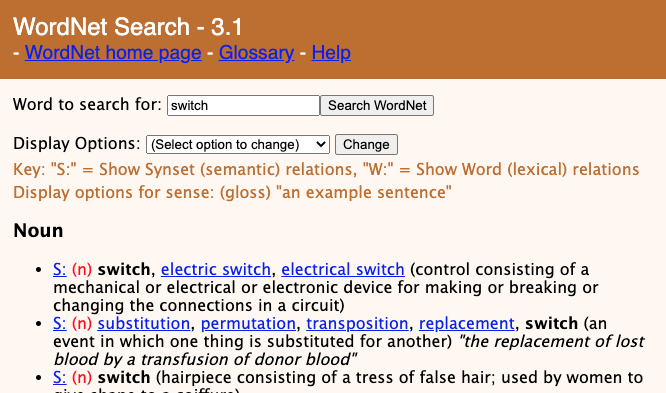 WordNet Search - 3.1
- WordNet home page - Glossary - Help
Word to search for: switch Search WordNet
Display Options: (Select option to change) Change
Key: "S:" = Show Synset (semantic) relations, "W:" = Show Word (lexical) relations
Display options for sense: (gloss) "an example sentence"
Noun
• S: (n) switch, electric switch, electrical switch (control consisting of a
mechanical or electrical or electronic device for making or breaking or
changing the connections in a circuit)
• S: (n) substitution, permutation, transposition, replacement, switch (an
event in which one thing is substituted for another) "the replacement of lost
blood by a transfusion of donor blood"
• S: (n) switch (hairpiece consisting of a tress of false hair; used by women to
give shape to a coiffure)